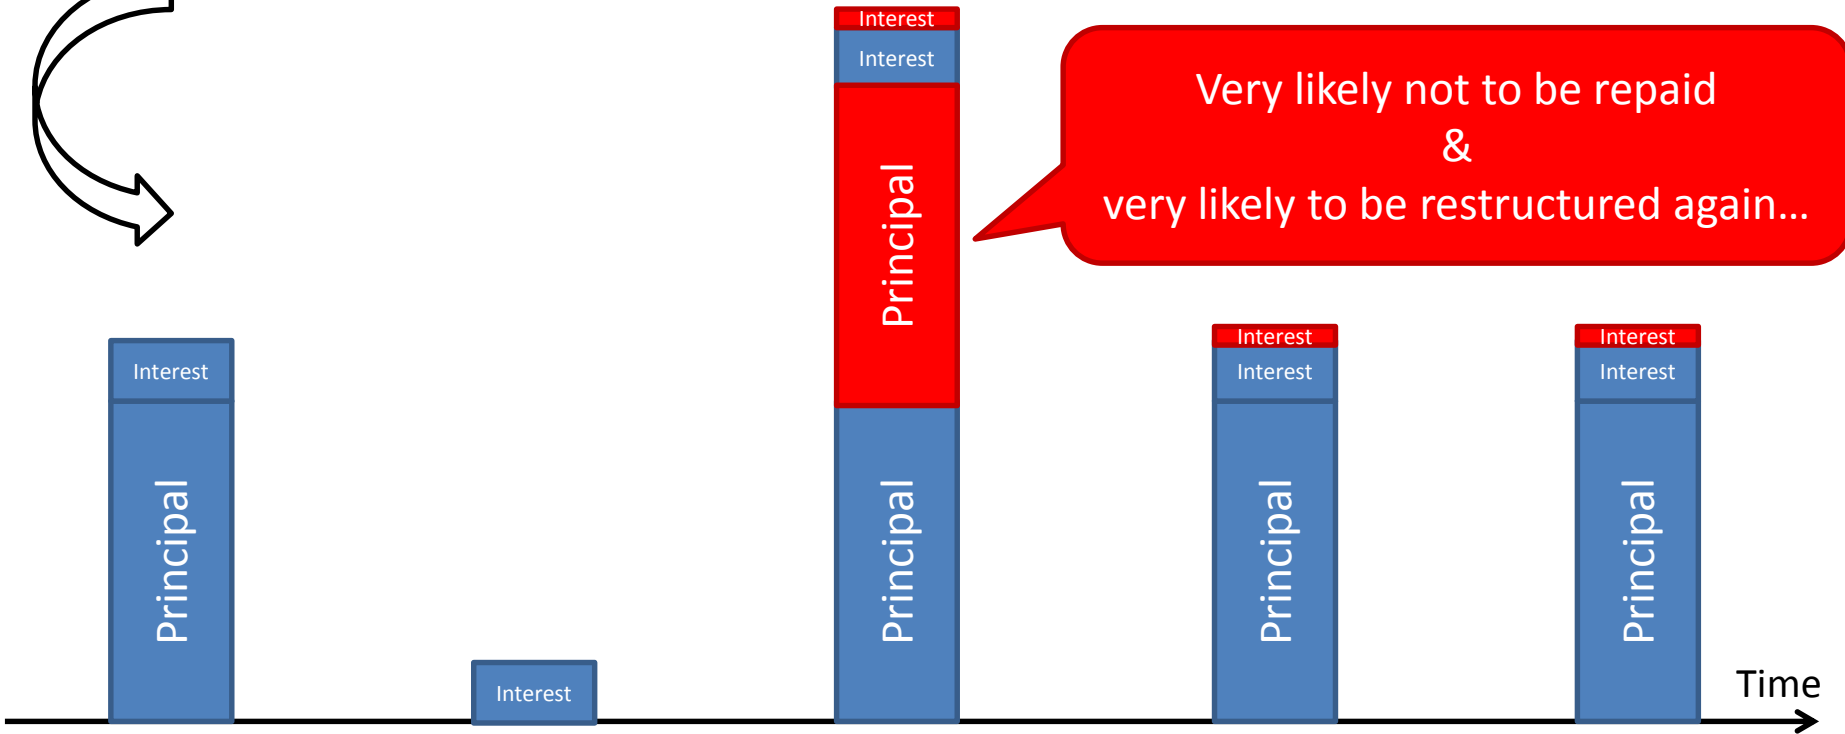 Interest
Interest
Principal
Principal
Very likely not to be repaid
&
very likely to be restructured again...
Interest
Principal
Interest
Interest
Interest
Principal
Interest
Interest
Principal
Time